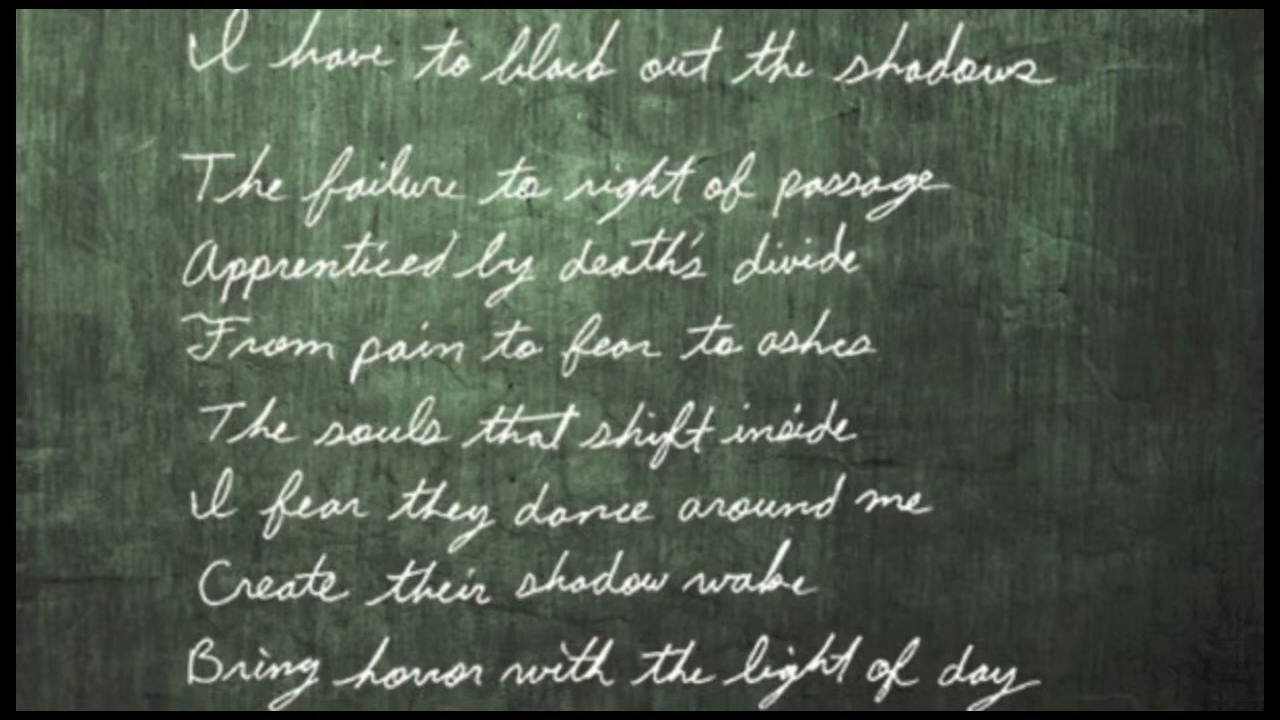 I have to black out the shadows
The failure to right of passage
Apprenticed by death's divide
From pain to fear to ashes
The souls that shift inside
I fear they dance around me
Create their shadow wake
Bring honor with the light of day